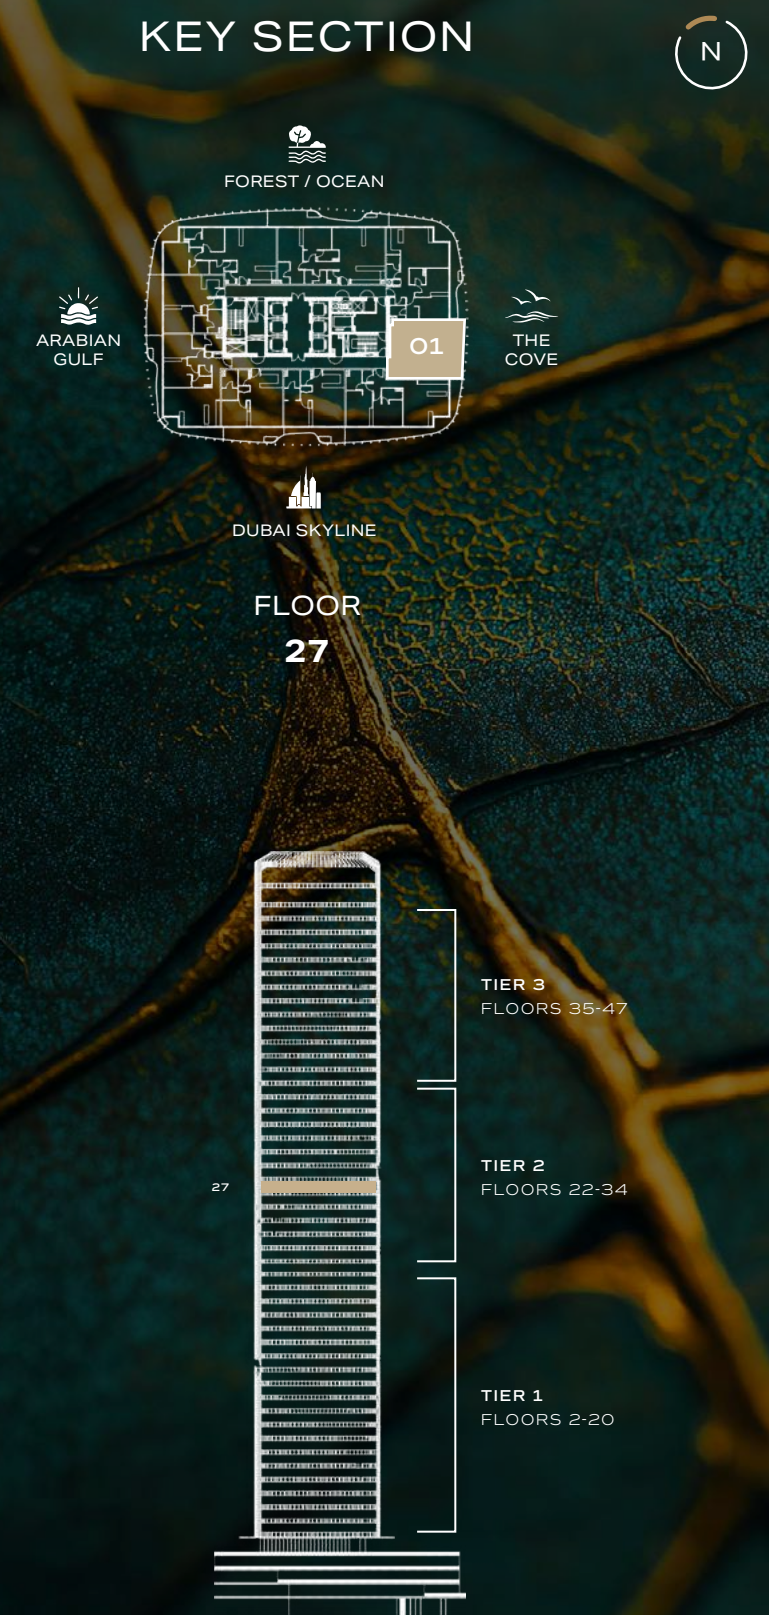 KEY SECTION
N
FOREST / OCEAN
ARABIAN
GULF
01
THE
COVE
DUBAI SKYLINE
FLOOR
27
TIER 3
FLOORS 35-47
TIER 2
FLOORS 22-34
27
TIER 1
FLOORS 2-20